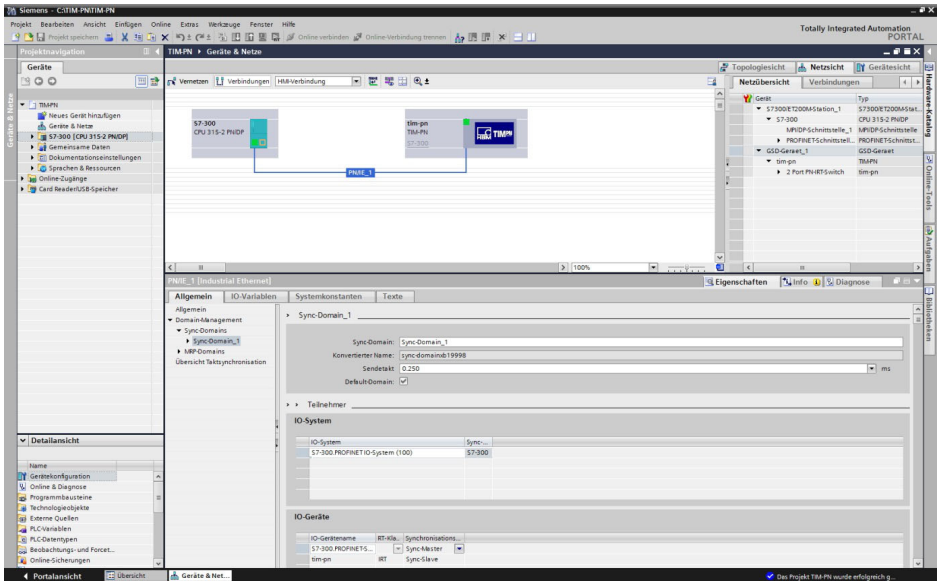 Siemens - C:\TIM-PN\TIM-PN
Projekt Bearbeiten Ansicht Einfügen Online Extras Werkzeuge Fenster Hilfe
Totally Integrated Automation
PORTAL
Projekt speichern
Online verbinden
Online-Verbindung trennen
Projektnavigation
TIM-PN Geräte & Netze
Geräte
Topologiesicht
Netzsicht
Gerätesicht
Vernetzen
Verbindungen
HMI-Verbindung
Netzübersicht
Verbindungen
Geräte & Netze
TIM-PN
Neues Gerät hinzufügen
Geräte & Netze
S7-300 [CPU 315-2 PN/DP]
Gemeinsame Daten
Dokumentationseinstellungen
Sprachen & Ressourcen
Online-Zugänge
Card Reader/USB-Speicher
S7-300
CPU 315-2 PN/DP
tim-pn
TIM-PN
S7-300
HBM TIMPN
PN/IE_1
Gerät
Typ
S7300/ET200M-Station_1
S7300/ET200M-Stat...
S7-300
CPU 315-2 PN/DP
MPI/DP-Schnittstelle_1
MPI/DP-Schnittstelle
PROFINET-Schnittstell...
PROFINET-Schnittst...
GSD-Geraet_1
GSD-Geraet
tim-pn
TIM-PN
2 Port PN-IRT-Switch
tim-pn
Hardware-Katalog
Online-Tools
Aufgaben
Bibliotheken
100%
PN/IE_1 [Industrial Ethernet]
Eigenschaften
Info
Diagnose
Allgemein
IO-Variablen
Systemkonstanten
Texte
Allgemein
Domain-Management
Sync-Domains
Sync-Domain_1
MRP-Domains
Übersicht Taktsynchronisation
Sync-Domain_1
Sync-Domain: Sync-Domain_1
Konvertierter Name: sync-domainxb19998
Sendetakt 0.250 ms
Default-Domain:
Teilnehmer
IO-System
IO-System
Sync-...
S7-300.PROFINET IO-System (100)
S7-300
IO-Geräte
IO-Gerätename
RT-Kla..
Synchronisations...
S7-300.PROFINET-S...
Sync-Master
tim-pn
IRT
Sync-Slave
Detailansicht
Name
Gerätekonfiguration
Online & Diagnose
Programmbausteine
Technologieobjekte
Externe Quellen
PLC-Variablen
PLC-Datentypen
Beobachtungs- und Forcet...
Online-Sicherungen
Portalansicht
Übersicht
Geräte & Net...
Das Projekt TIM-PN wurde erfolgreich g...